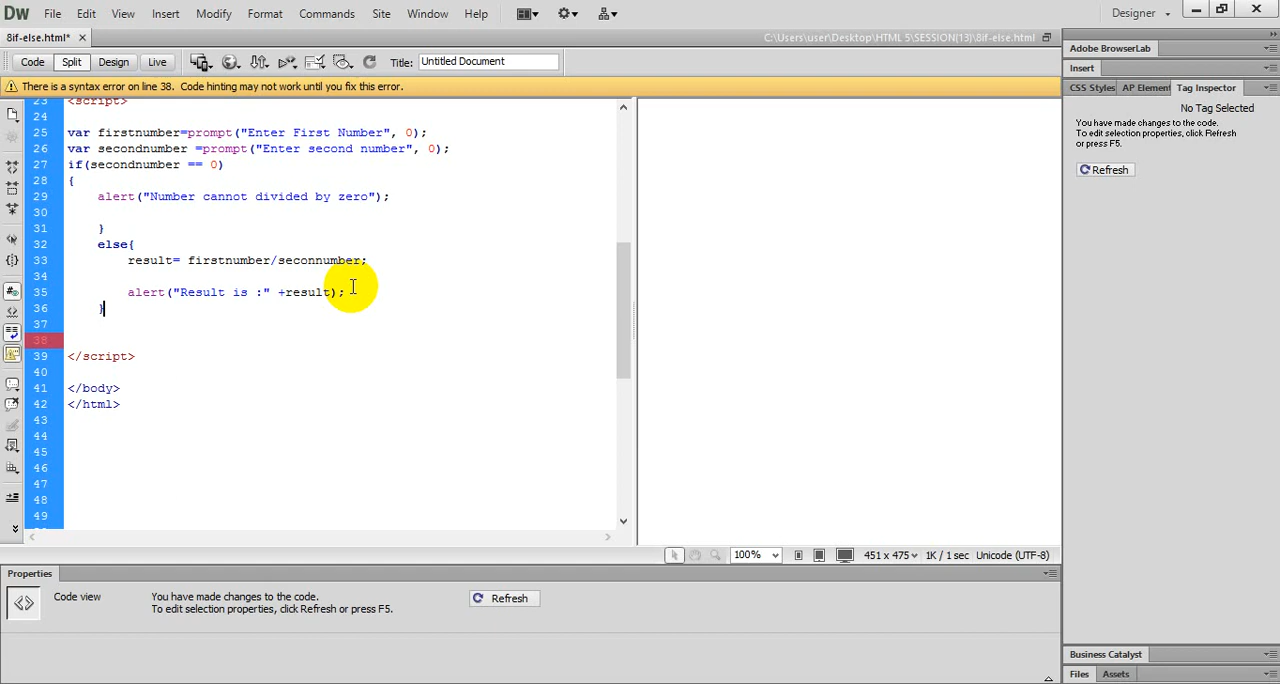 Dw File Edit View Insert Modify Format Commands Site Window Help Designer
8if-else.html* C:\Users\user\Desktop\HTML 5\SESSION(13)\8if-else.html
Code Split Design Live Title: Untitled Document
There is a syntax error on line 38. Code hinting may not work until you fix this error.
23 <script>
24
25 var firstnumber=prompt("Enter First Number", 0);
26 var secondnumber =prompt("Enter second number", 0);
27 if(secondnumber == 0)
28 {
29 alert("Number cannot divided by zero");
30
31 }
32 else{
33 result= firstnumber/seconnumber;
34
35 alert("Result is :" +result);
36 }
37
38
39 </script>
40
41 </body>
42 </html>
43
44
45
46
47
48
49
100% 451 x 475 1K / 1 sec Unicode (UTF-8)
Properties
Code view
You have made changes to the code.
To edit selection properties, click Refresh or press F5.
Refresh
Adobe BrowserLab
Insert
CSS Styles AP Element Tag Inspector
No Tag Selected
You have made changes to the code.
To edit selection properties, click Refresh
or press F5.
Refresh
Business Catalyst
Files Assets